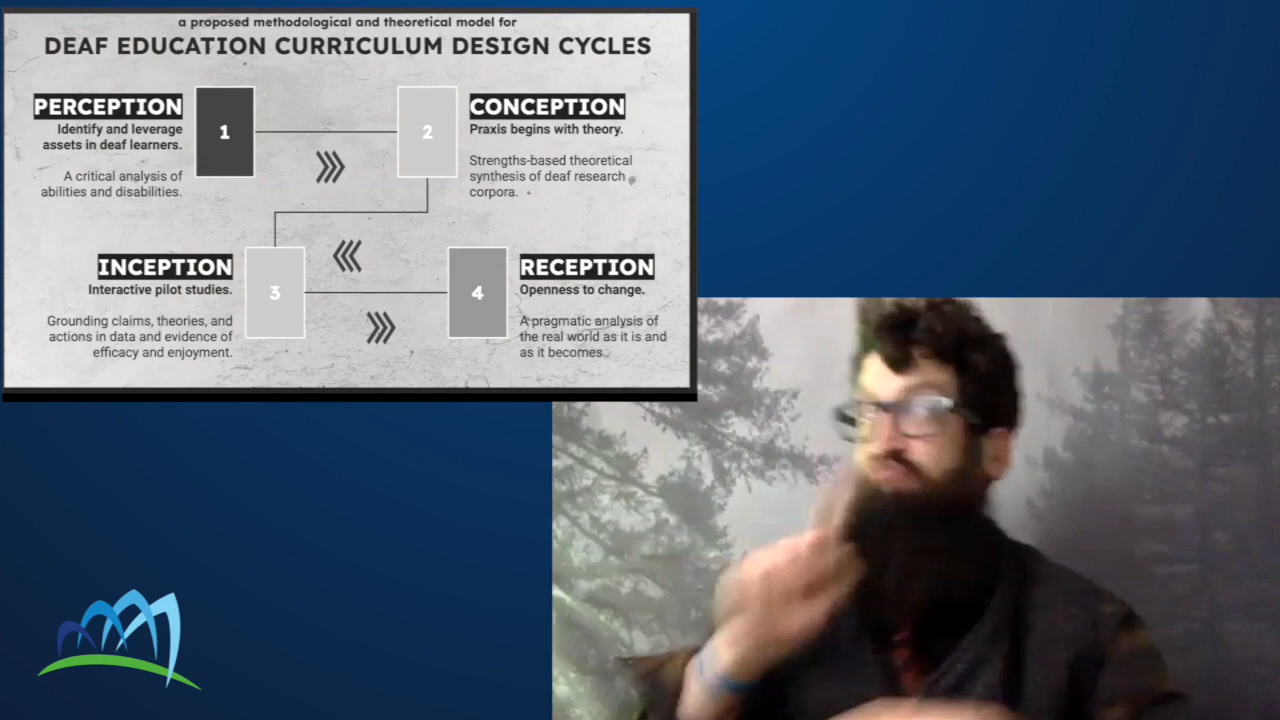 a proposed methodological and theoretical model for
DEAF EDUCATION CURRICULUM DESIGN CYCLES
PERCEPTION
Identify and leverage
assets in deaf learners.
A critical analysis of
abilities and disabilities.
1
2
CONCEPTION
Praxis begins with theory.
Strengths-based theoretical
synthesis of deaf research
corpora.
INCEPTION
Interactive pilot studies.
Grounding claims, theories, and
actions in data and evidence of
efficacy and enjoyment.
3
4
RECEPTION
Openness to change.
A pragmatic analysis of
the real world as it is and
as it becomes..